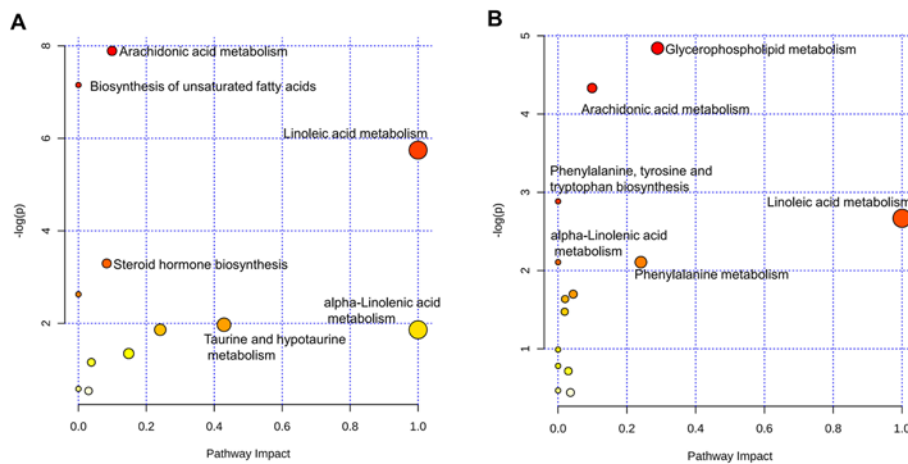 A
8
6
4
2
-log(p)
Arachidonic acid metabolism
Biosynthesis of unsaturated fatty acids
Linoleic acid metabolism
Steroid hormone biosynthesis
alpha-Linolenic acid
metabolism
Taurine and hypotaurine
metabolism
0.0 0.2 0.4 0.6 0.8 1.0
Pathway Impact
B
5
4
3
2
1
-log(p)
Glycerophospholipid metabolism
Arachidonic acid metabolism
Phenylalanine, tyrosine and
tryptophan biosynthesis
Linoleic acid metabolism
alpha-Linolenic acid
metabolism
Phenylalanine metabolism
0.0 0.2 0.4 0.6 0.8 1.0
Pathway Impact